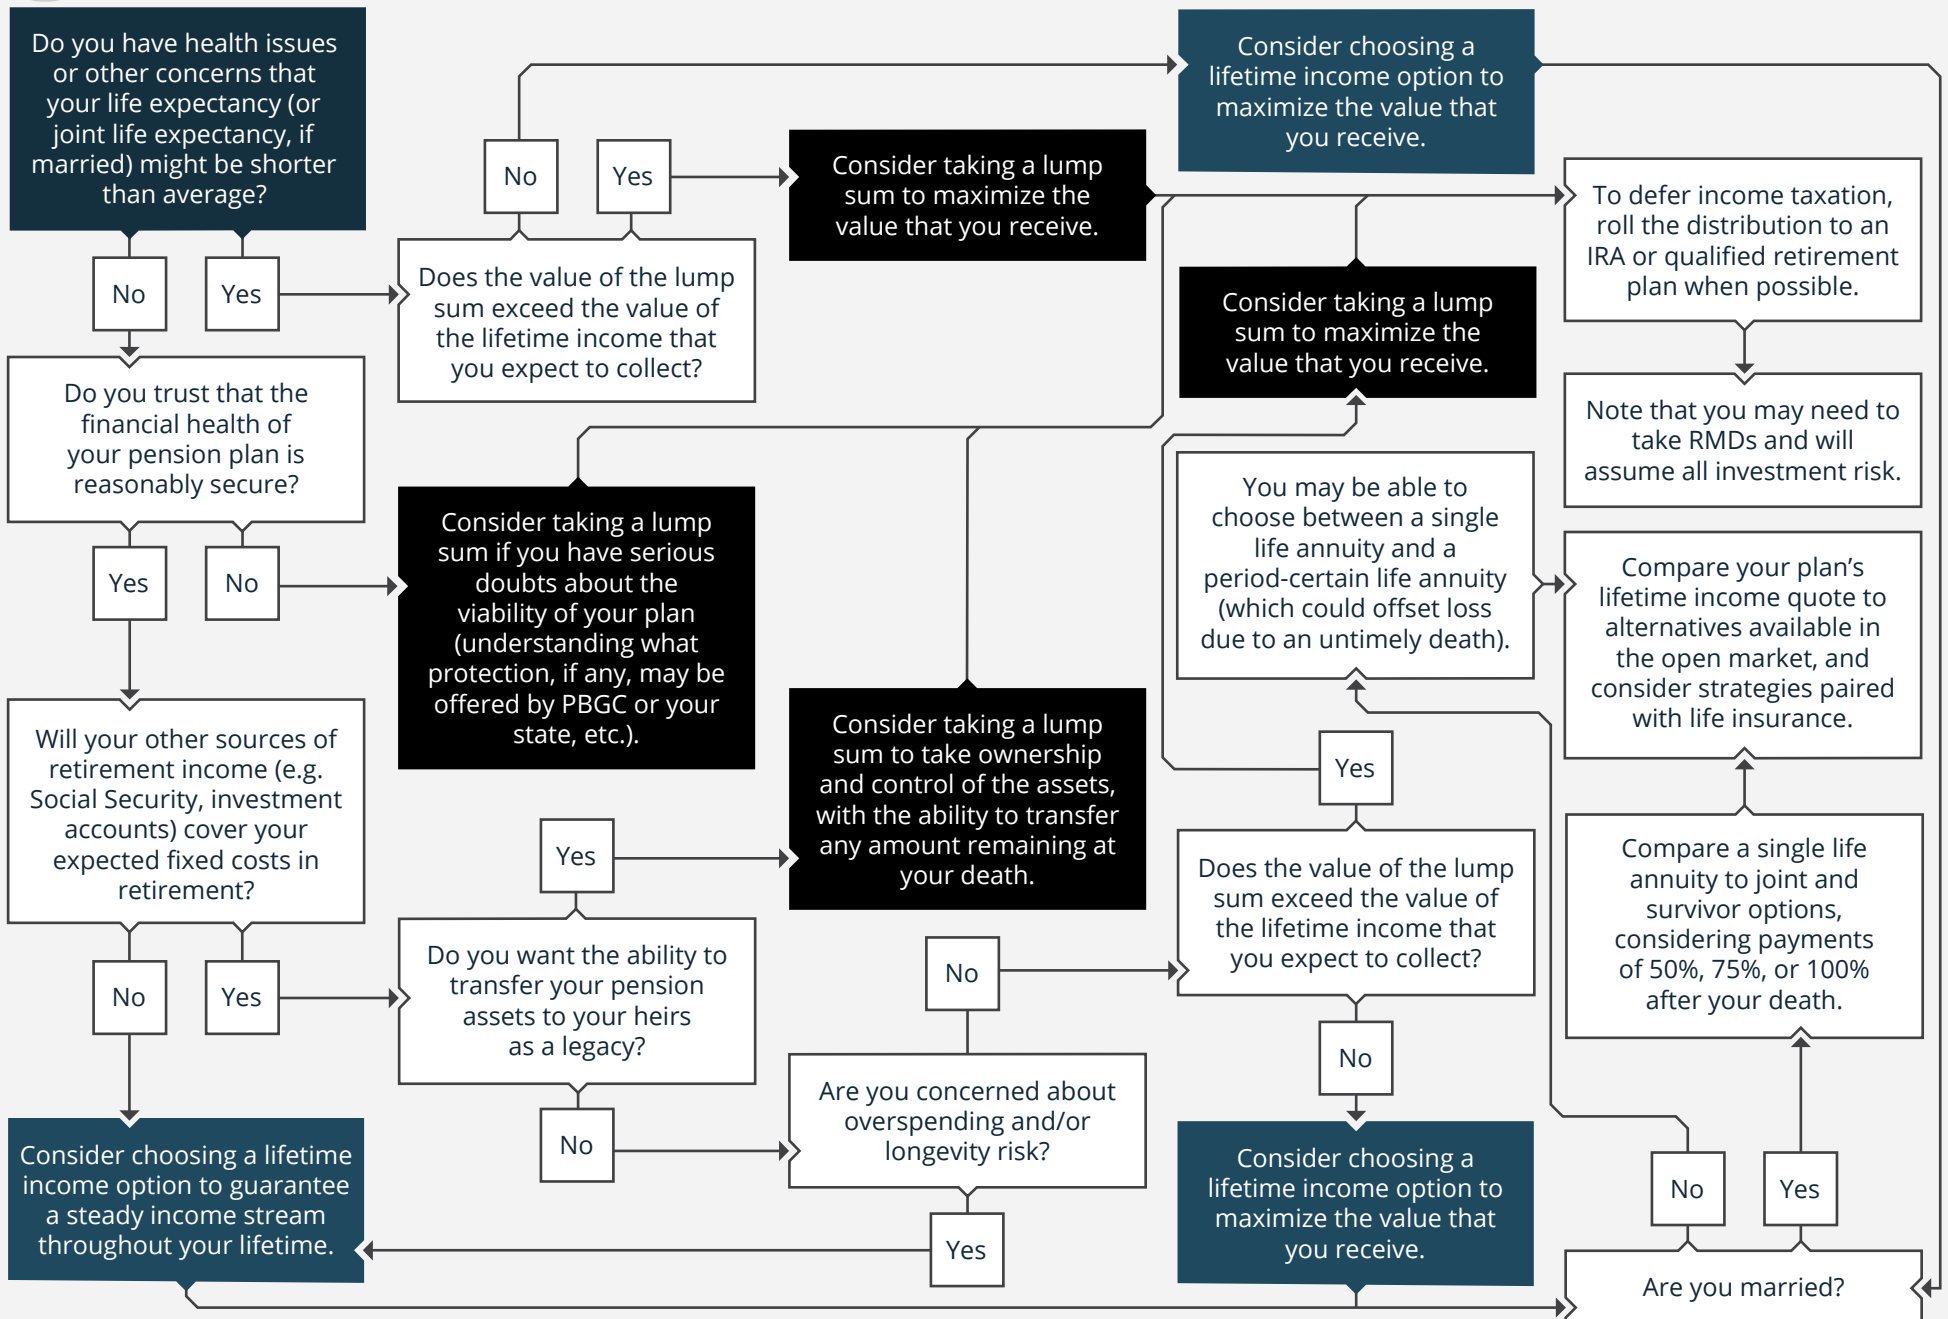 Do you have health issues
or other concerns that
your life expectancy (or
joint life expectancy, if
married) might be shorter
than average?
No
Yes
Does the value of the lump
sum exceed the value of
the lifetime income that
you expect to collect?
No
Yes
Consider taking a lump
sum to maximize the
value that you receive.
Consider choosing a
lifetime income option to
maximize the value that
you receive.
Do you trust that the
financial health of
your pension plan is
reasonably secure?
Yes
No
Consider taking a lump
sum if you have serious
doubts about the
viability of your plan
(understanding what
protection, if any, may be
offered by PBGC or your
state, etc.).
Will your other sources of
retirement income (e.g.
Social Security, investment
accounts) cover your
expected fixed costs in
retirement?
No
Yes
Do you want the ability to
transfer your pension
assets to your heirs
as a legacy?
Yes
No
Consider taking a lump
sum to take ownership
and control of the assets,
with the ability to transfer
any amount remaining at
your death.
Are you concerned about
overspending and/or
longevity risk?
No
Yes
Consider choosing a lifetime
income option to guarantee
a steady income stream
throughout your lifetime.
Does the value of the lump
sum exceed the value of
the lifetime income that
you expect to collect?
Yes
No
Consider taking a lump
sum to maximize the
value that you receive.
Consider choosing a
lifetime income option to
maximize the value that
you receive.
To defer income taxation,
roll the distribution to an
IRA or qualified retirement
plan when possible.
Note that you may need to
take RMDs and will
assume all investment risk.
Are you married?
No
Yes
You may be able to
choose between a single
life annuity and a
period-certain life annuity
(which could offset loss
due to an untimely death).
Compare a single life
annuity to joint and
survivor options,
considering payments
of 50%, 75%, or 100%
after your death.
Compare your plan’s
lifetime income quote to
alternatives available in
the open market, and
consider strategies paired
with life insurance.